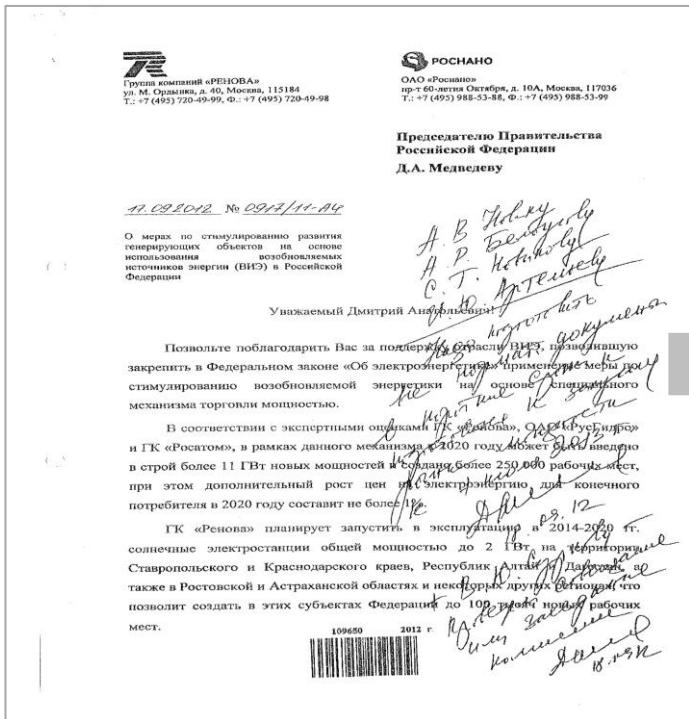 Группа компаний «РЕНОВА»
ул. М. Ордынка, д. 40, Москва, 115184
Т.: +7 (495) 720-49-99, Ф.: +7 (495) 720-49-98
РОСНАНО
ОАО «Роснано»
пр-т 60-летия Октября, д. 10А, Москва, 117036
Т.: +7 (495) 988-53-88, Ф.: +7 (495) 988-53-99
Председателю Правительства
Российской Федерации
Д.А. Медведеву
17.09.2012 № 0917/11-АЧ
О мерах по стимулированию развития
генерирующих объектов на основе
использования возобновляемых
источников энергии (ВИЭ) в Российской
Федерации
А. В. Новаку
А. Р. Белоусову
С. Т. Новикову
И. Ю. Артемьеву
Уважаемый Дмитрий Анатольевич!
Позвольте поблагодарить Вас за поддержку отрасли ВИЭ, позволившую
закрепить в Федеральном законе «Об электроэнергетике» применение меры по
стимулированию возобновляемой энергетики на основе специального
механизма торговли мощностью.
В соответствии с экспертными оценками ГК «Ренова», ОАО «РусГидро»
и ГК «Росатом», в рамках данного механизма к 2020 году может быть введено
в строй более 11 ГВт новых мощностей и создано более 250 000 рабочих мест,
при этом дополнительный рост цен на электроэнергию для конечного
потребителя в 2020 году составит не более 1%.
ГК «Ренова» планирует запустить в эксплуатацию в 2014-2020 гг.
солнечные электростанции общей мощностью до 2 ГВт на территории
Ставропольского и Краснодарского краев, Республик Алтай и Дагестан, а
также в Ростовской и Астраханской областях и некоторых других регионах, что
позволит создать в этих субъектах Федерации до 100 тысяч новых рабочих
мест.
надо подготовить
документы
109650 2012 г.